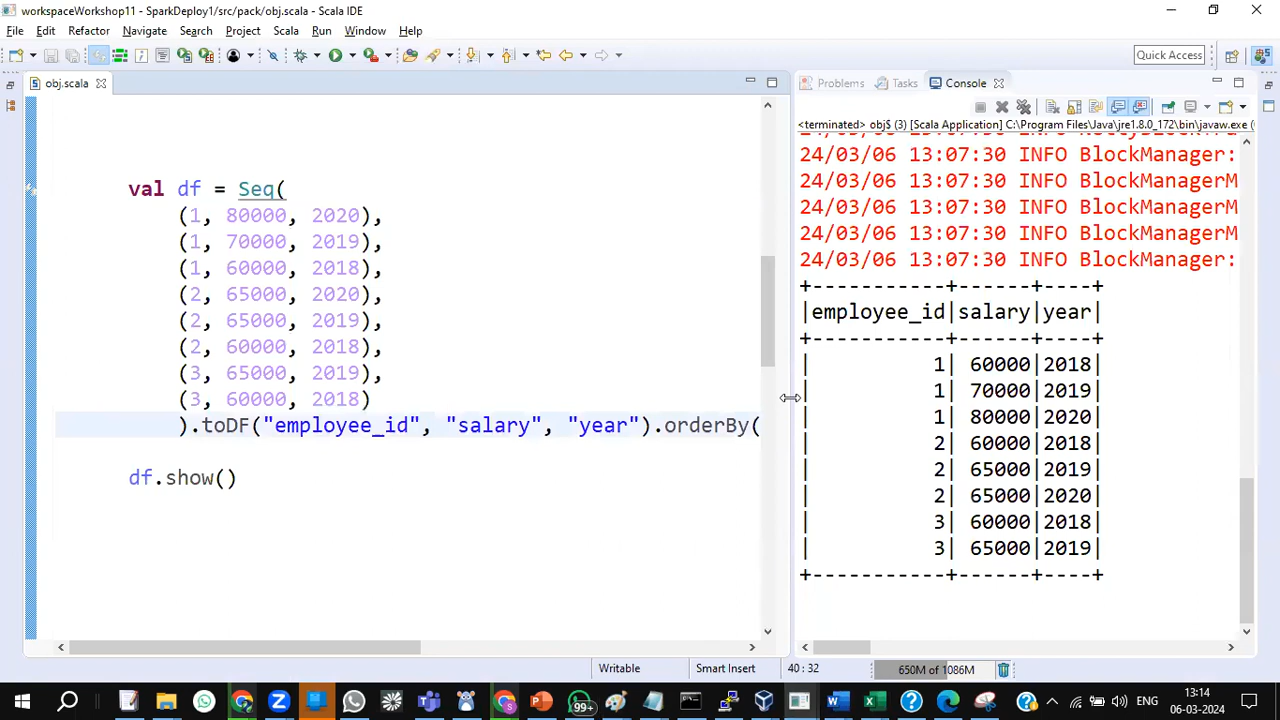 workspaceWorkshop11 - SparkDeploy1/src/pack/obj.scala - Scala IDE
File Edit Refactor Navigate Search Project Scala Run Window Help
Quick Access
obj.scala
val df = Seq(
(1, 80000, 2020),
(1, 70000, 2019),
(1, 60000, 2018),
(2, 65000, 2020),
(2, 65000, 2019),
(2, 60000, 2018),
(3, 65000, 2019),
(3, 60000, 2018)
).toDF("employee_id", "salary", "year").orderBy(
df.show()
Problems Tasks Console
<terminated> obj$ (3) [Scala Application] C:\Program Files\Java\jre1.8.0_172\bin\javaw.exe (
24/03/06 13:07:30 INFO BlockManager:
24/03/06 13:07:30 INFO BlockManagerM
24/03/06 13:07:30 INFO BlockManagerM
24/03/06 13:07:30 INFO BlockManagerM
24/03/06 13:07:30 INFO BlockManager:
+-----------+------+----+
|employee_id|salary|year|
+-----------+------+----+
| 1| 60000|2018|
| 1| 70000|2019|
| 1| 80000|2020|
| 2| 60000|2018|
| 2| 65000|2019|
| 2| 65000|2020|
| 3| 60000|2018|
| 3| 65000|2019|
+-----------+------+----+
Writable Smart Insert 40 : 32 650M of 1086M
99+
ENG
13:14
06-03-2024